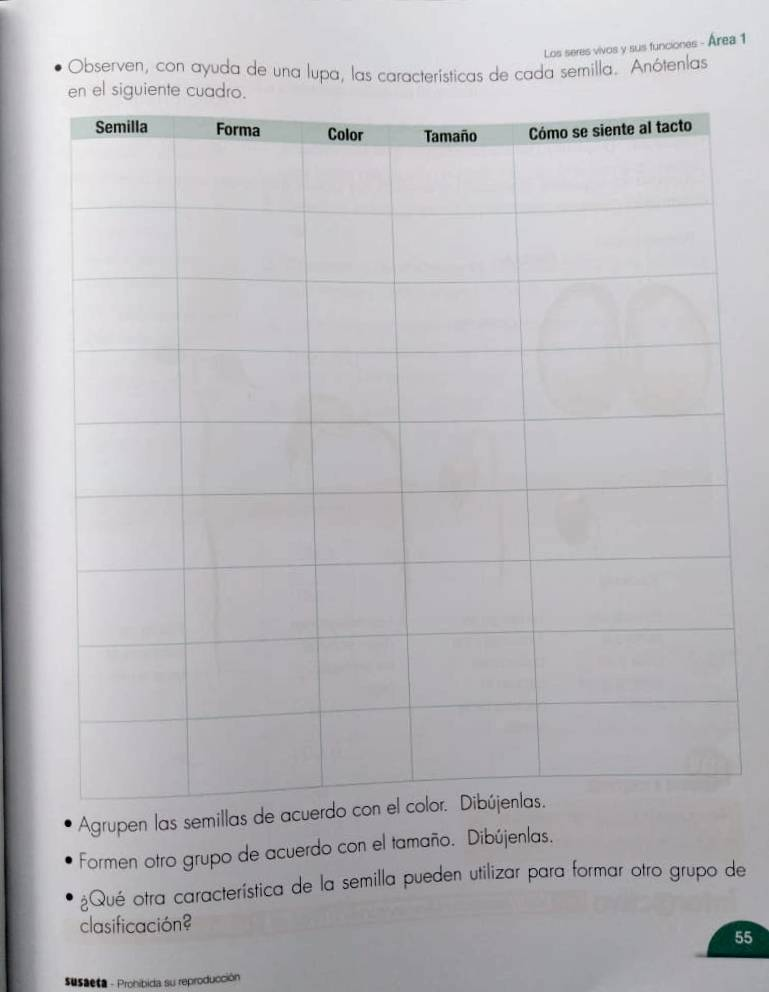 Los seres vivos y sus funciones - Área 1
• Observen, con ayuda de una lupa, las características de cada semilla. Anótenlas
en el siguiente cuadro.
Semilla Forma Color Tamaño Cómo se siente al tacto
• Agrupen las semillas de acuerdo con el color. Dibújenlas.
• Formen otro grupo de acuerdo con el tamaño. Dibújenlas.
• ¿Qué otra característica de la semilla pueden utilizar para formar otro grupo de
clasificación?
55
susaeta - Prohibida su reproducción